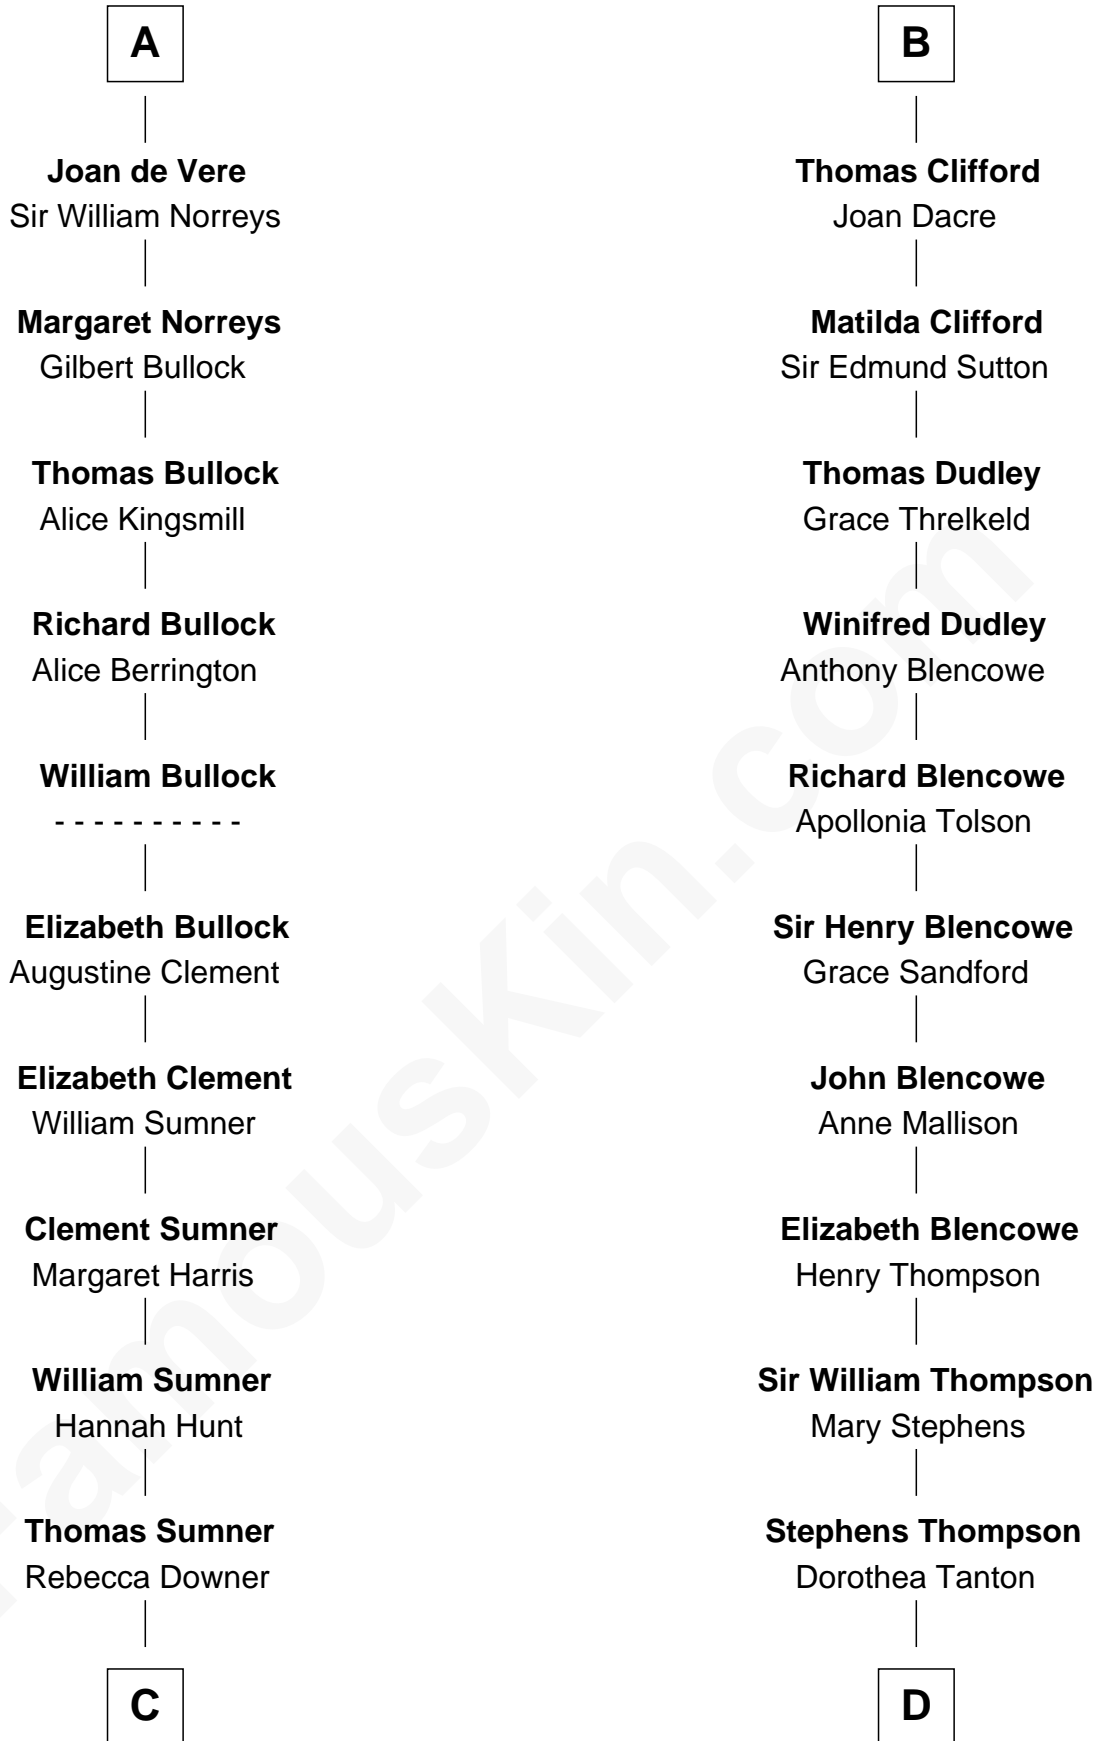 A
Joan de Vere
Sir William Norreys
Margaret Norreys
Gilbert Bullock
Thomas Bullock
Alice Kingsmill
Richard Bullock
Alice Berrington
William Bullock
- - - - - - - - - -
Elizabeth Bullock
Augustine Clement
Elizabeth Clement
William Sumner
Clement Sumner
Margaret Harris
William Sumner
Hannah Hunt
Thomas Sumner
Rebecca Downer
C
B
Thomas Clifford
Joan Dacre
Matilda Clifford
Sir Edmund Sutton
Thomas Dudley
Grace Threlkeld
Winifred Dudley
Anthony Blencowe
Richard Blencowe
Apollonia Tolson
Sir Henry Blencowe
Grace Sandford
John Blencowe
Anne Mallison
Elizabeth Blencowe
Henry Thompson
Sir William Thompson
Mary Stephens
Stephens Thompson
Dorothea Tanton
D
FamousKin.com